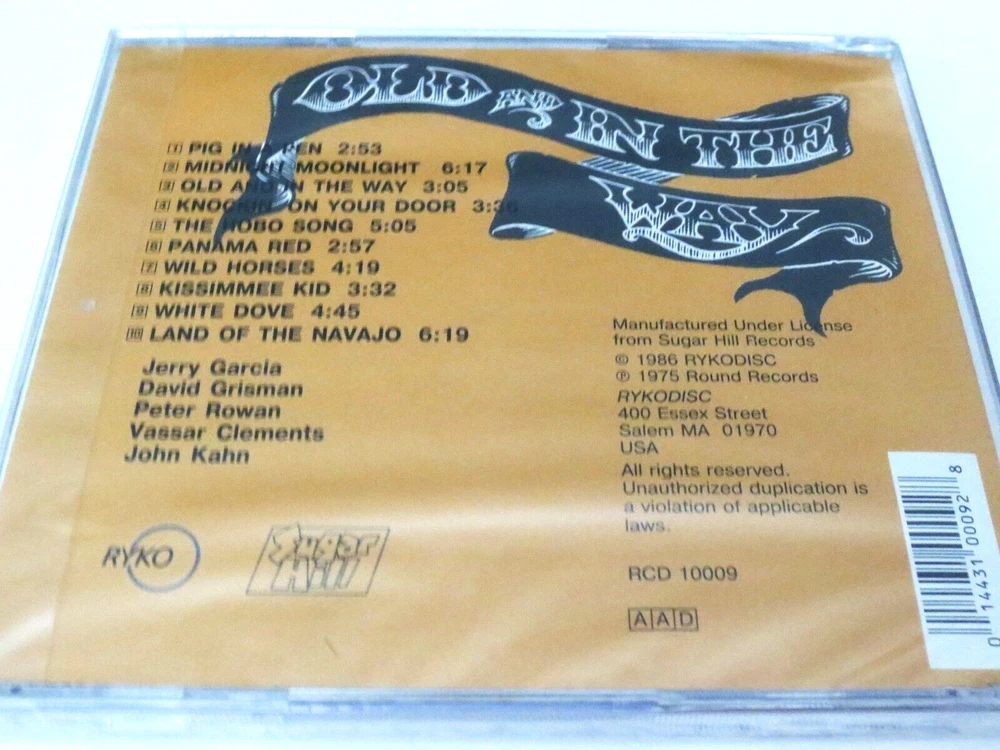 OLD AND IN THE
WAY
1 PIG IN A PEN 2:53
2 MIDNIGHT MOONLIGHT 6:17
3 OLD AND IN THE WAY 3:05
4 KNOCKIN' ON YOUR DOOR 3:36
5 THE HOBO SONG 5:05
6 PANAMA RED 2:57
7 WILD HORSES 4:19
8 KISSIMMEE KID 3:32
9 WHITE DOVE 4:45
10 LAND OF THE NAVAJO 6:19
Jerry Garcia
David Grisman
Peter Rowan
Vassar Clements
John Kahn
RYKO
Sugar
Hill
Manufactured Under License
from Sugar Hill Records
© 1986 RYKODISC
℗ 1975 Round Records
RYKODISC
400 Essex Street
Salem MA 01970
USA
All rights reserved.
Unauthorized duplication is
a violation of applicable
laws.
RCD 10009
AAD
0 14431 00092 8